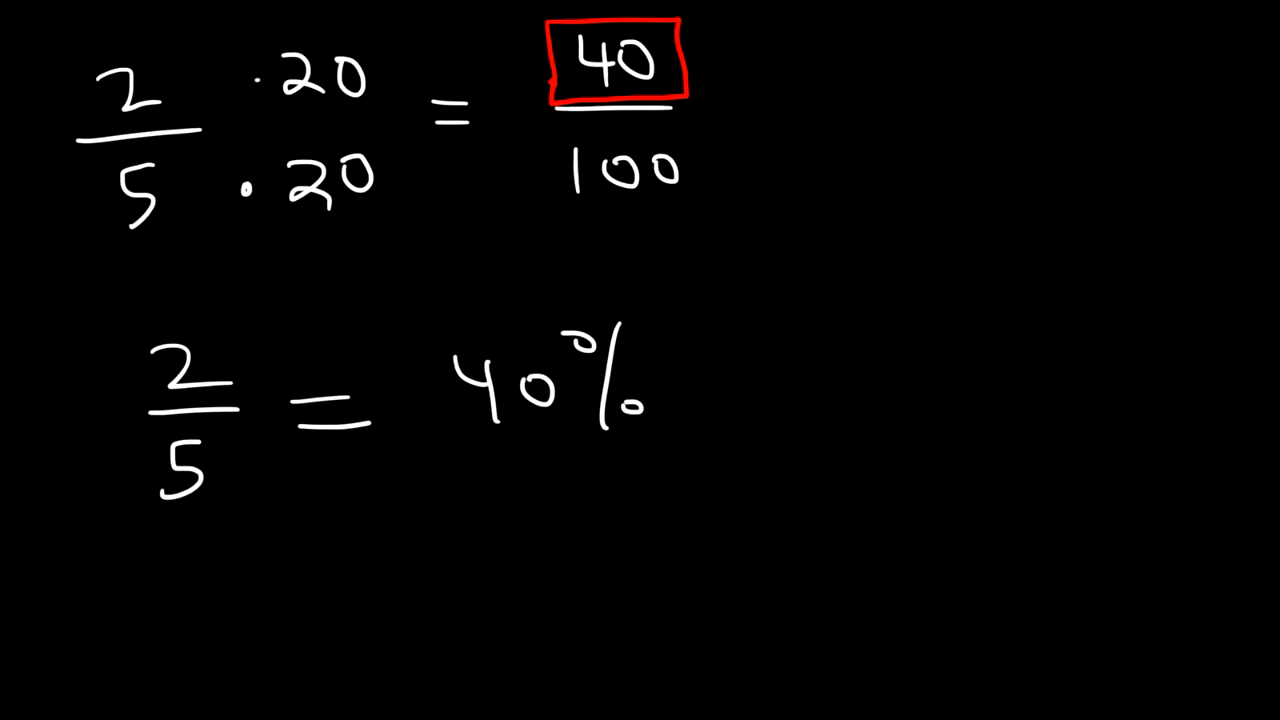 2/5 · 20/· 20 = 40/100
2/5 = 40%